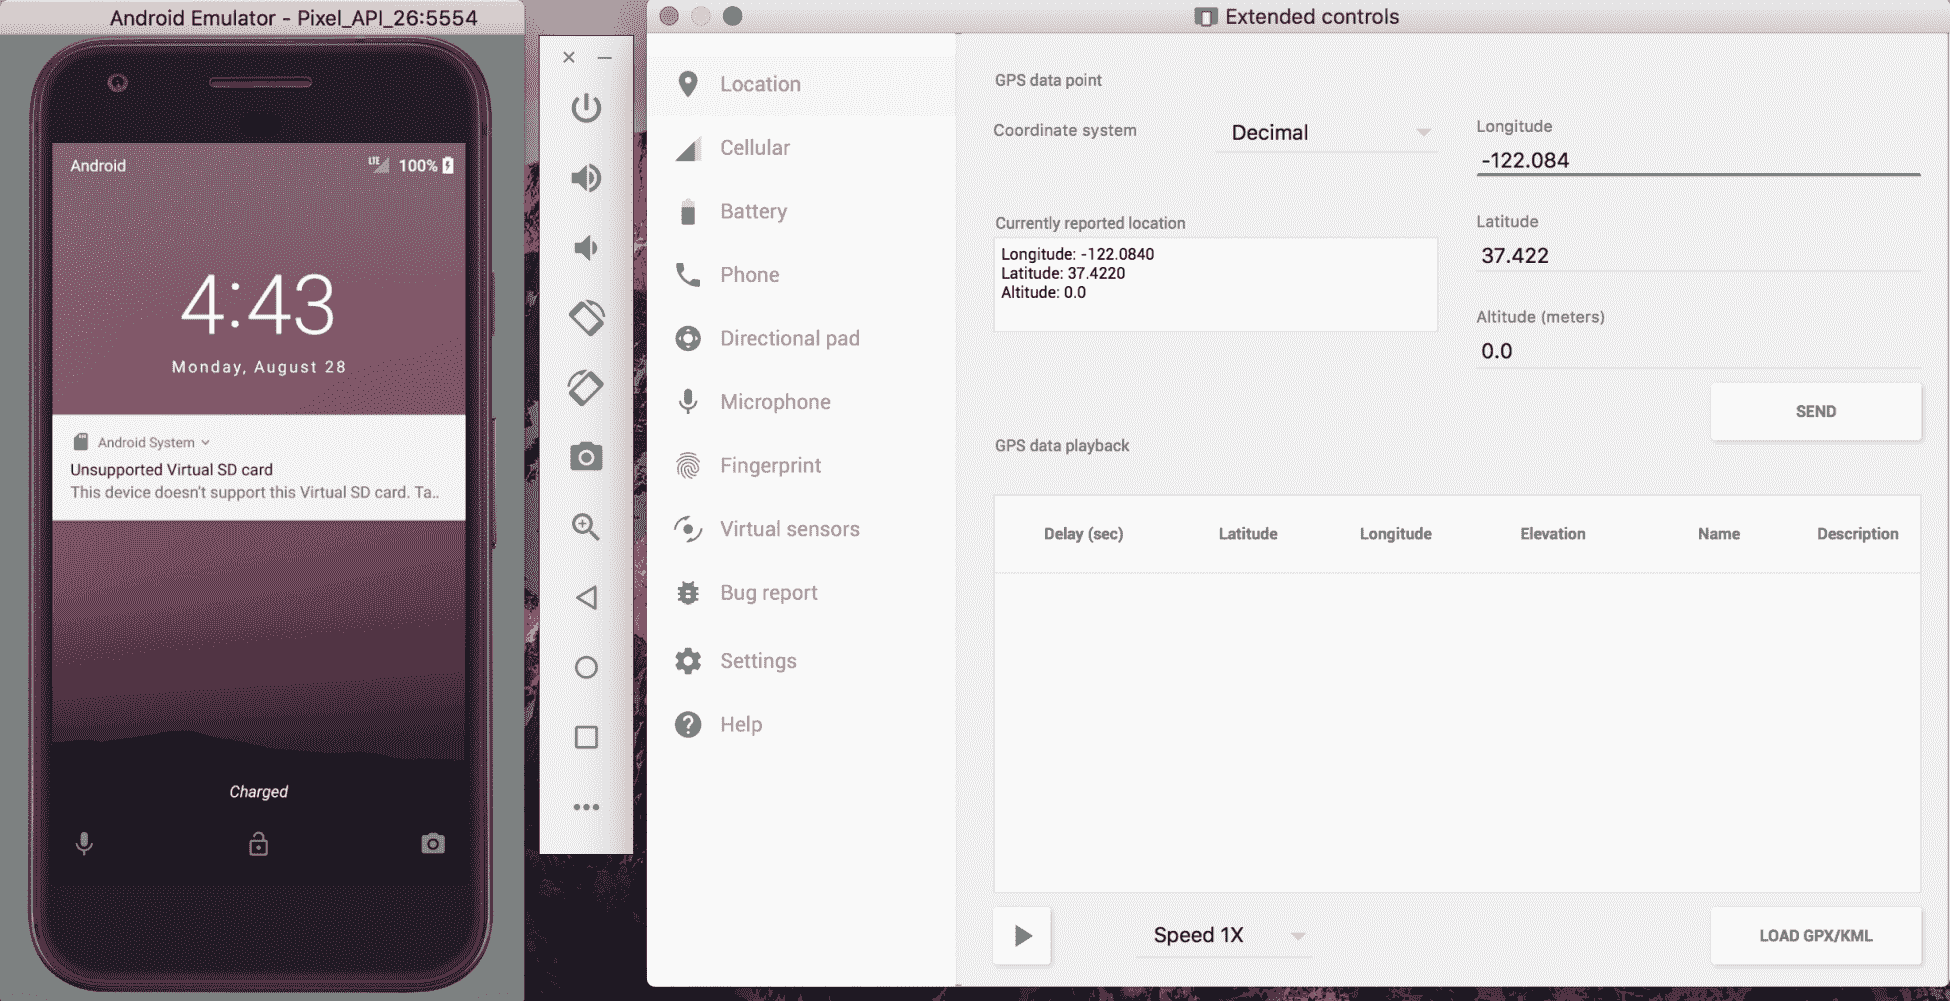 Android Emulator - Pixel_API_26:5554
Android
LTE
100%
4:43
Monday, August 28
Android System
Unsupported Virtual SD card
This device doesn't support this Virtual SD card. Ta..
Charged
Extended controls
Location
Cellular
Battery
Phone
Directional pad
Microphone
Fingerprint
Virtual sensors
Bug report
Settings
Help
GPS data point
Coordinate system
Decimal
Longitude
-122.084
Currently reported location
Longitude: -122.0840
Latitude: 37.4220
Altitude: 0.0
Latitude
37.422
Altitude (meters)
0.0
SEND
GPS data playback
Delay (sec) Latitude Longitude Elevation Name Description
Speed 1X
LOAD GPX/KML